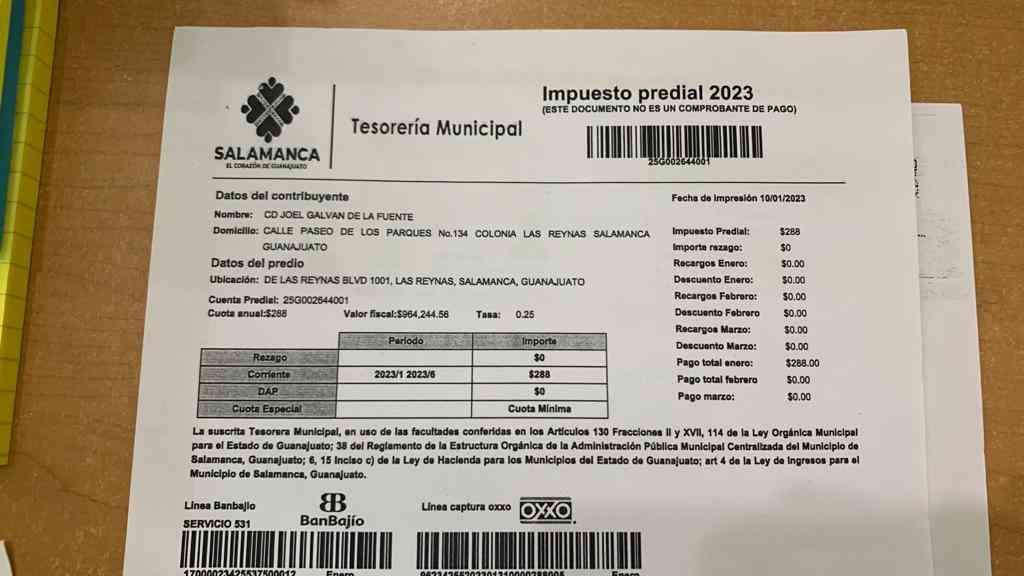 SALAMANCA
EL CORAZÓN DE GUANAJUATO
Tesorería Municipal
Impuesto predial 2023
(ESTE DOCUMENTO NO ES UN COMPROBANTE DE PAGO)
25G002644001
Datos del contribuyente
Nombre: CD JOEL GALVAN DE LA FUENTE
Domicilio: CALLE PASEO DE LOS PARQUES No.134 COLONIA LAS REYNAS SALAMANCA
GUANAJUATO
Datos del predio
Ubicación: DE LAS REYNAS BLVD 1001, LAS REYNAS, SALAMANCA, GUANAJUATO
Cuenta Predial: 25G002644001
Cuota anual:$288 Valor fiscal:$964,244.56 Tasa: 0.25
Periodo Importe
Rezago $0
Corriente 2023/1 2023/6 $288
DAP $0
Cuota Especial Cuota Mínima
Fecha de impresión 10/01/2023
Impuesto Predial: $288
Importe rezago: $0
Recargos Enero: $0.00
Descuento Enero: $0.00
Recargos Febrero: $0.00
Descuento Febrero $0.00
Recargos Marzo: $0.00
Descuento Marzo: $0.00
Pago total enero: $288.00
Pago total febrero $0.00
Pago marzo: $0.00
La suscrita Tesorera Municipal, en uso de las facultades conferidas en los Artículos 130 Fracciones II y XVII, 114 de la Ley Orgánica Municipal
para el Estado de Guanajuato; 38 del Reglamento de la Estructura Orgánica de la Administración Pública Municipal Centralizada del Municipio de
Salamanca, Guanajuato; 6, 15 Inciso c) de la Ley de Hacienda para los Municipios del Estado de Guanajuato; art 4 de la Ley de Ingresos para el
Municipio de Salamanca, Guanajuato.
Línea Banbajio
SERVICIO 531
BanBajío
Línea captura oxxo
OXXO
Enero
Enero